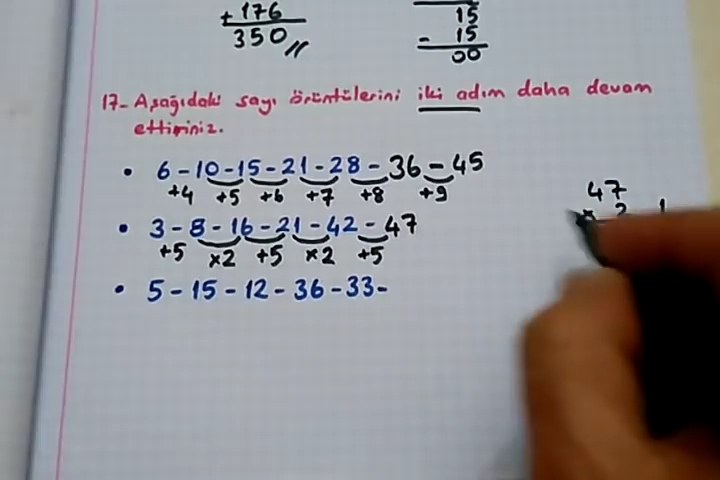 + 176
350 //
15
- 15
00
17- Aşağıdaki sayı örüntülerini iki adım daha devam
ettiriniz.
• 6 - 10 - 15 - 21 - 28 - 36 - 45
+4 +5 +6 +7 +8 +9
• 3 - 8 - 16 - 21 - 42 - 47
+5 ×2 +5 ×2 +5
• 5 - 15 - 12 - 36 - 33 -
47
× 2